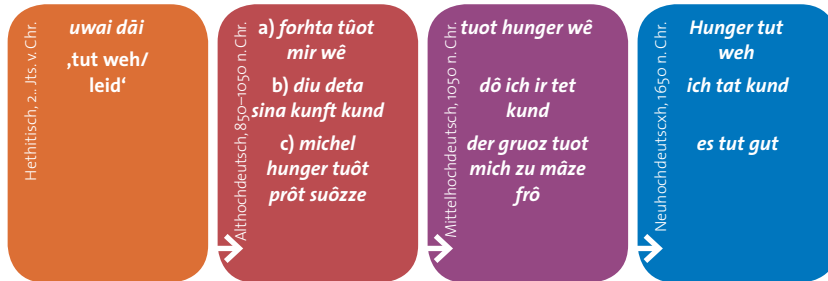 Hethitisch, 2.. Jts. v. Chr.
uwai dāi
‚tut weh/
leid‘
Althochdeutsch, 850–1050 n. Chr.
a) forhta tûot
mir wê
b) diu deta
sina kunft kund
c) michel
hunger tuôt
prôt suôzze
Mittelhochdeutsch, 1050 n. Chr.
tuot hunger wê
dô ich ir tet
kund
der gruoz tuot
mich zu mâze
frô
Neuhochdeutscxh, 1650 n. Chr.
Hunger tut
weh
ich tat kund
es tut gut